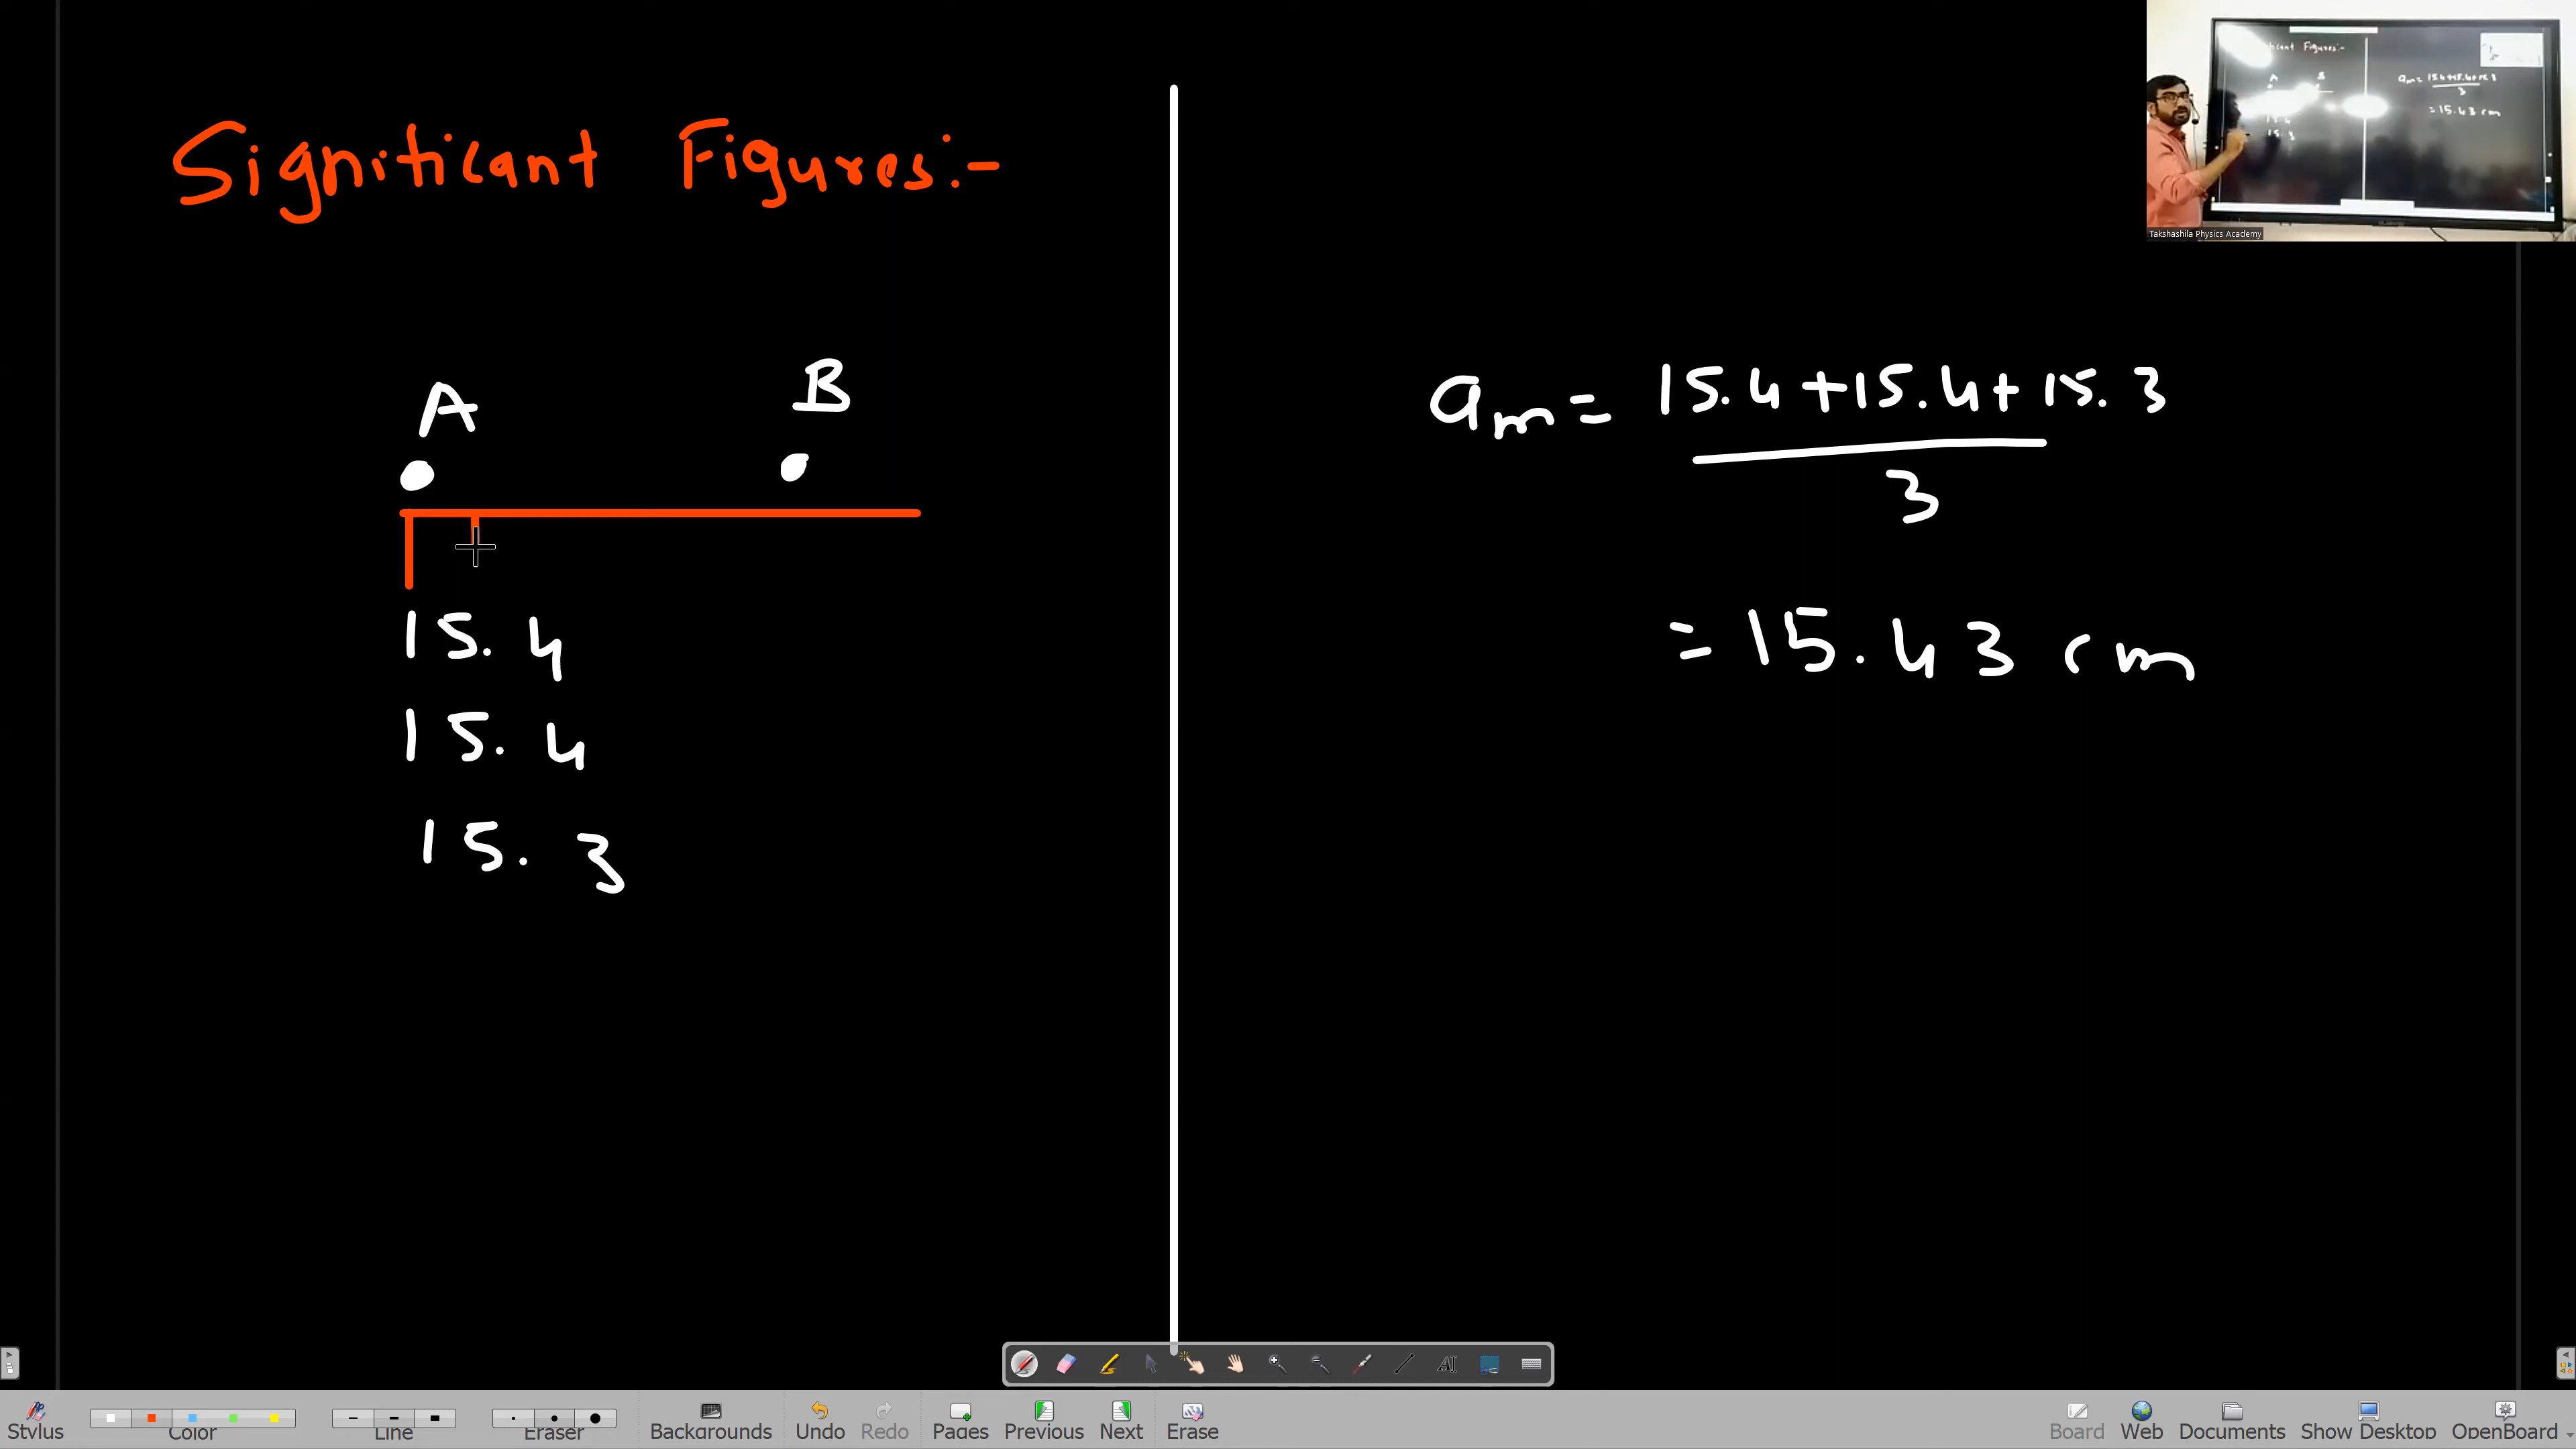 Significant Figures:-
A B
15.4
15.4
15.3
am = 15.4+15.4+15.3
3
= 15.43 cm
Takshashila Physics Academy
Stylus Color Line Eraser Backgrounds Undo Redo Pages Previous Next Erase Board Web Documents Show Desktop OpenBoard